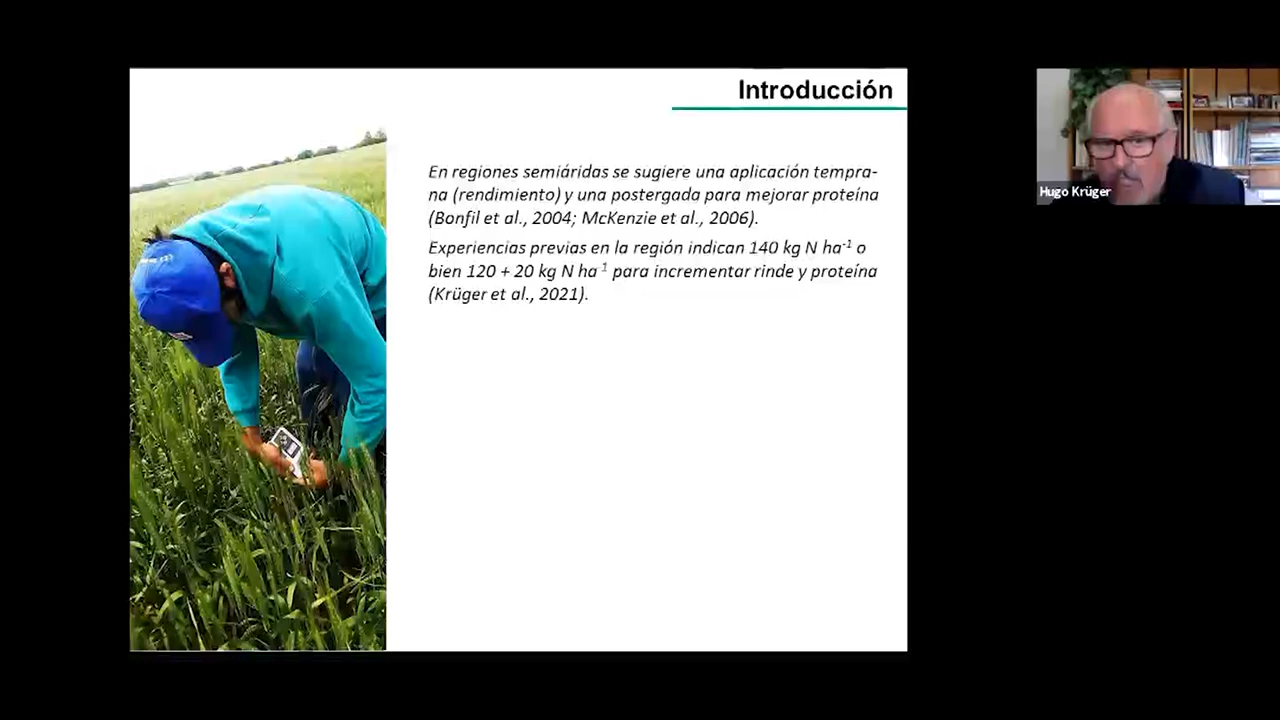 Introducción
En regiones semiáridas se sugiere una aplicación tempra-
na (rendimiento) y una postergada para mejorar proteína
(Bonfil et al., 2004; McKenzie et al., 2006).
Experiencias previas en la región indican 140 kg N ha⁻¹ o
bien 120 + 20 kg N ha ¹ para incrementar rinde y proteína
(Krüger et al., 2021).
Hugo Krüger